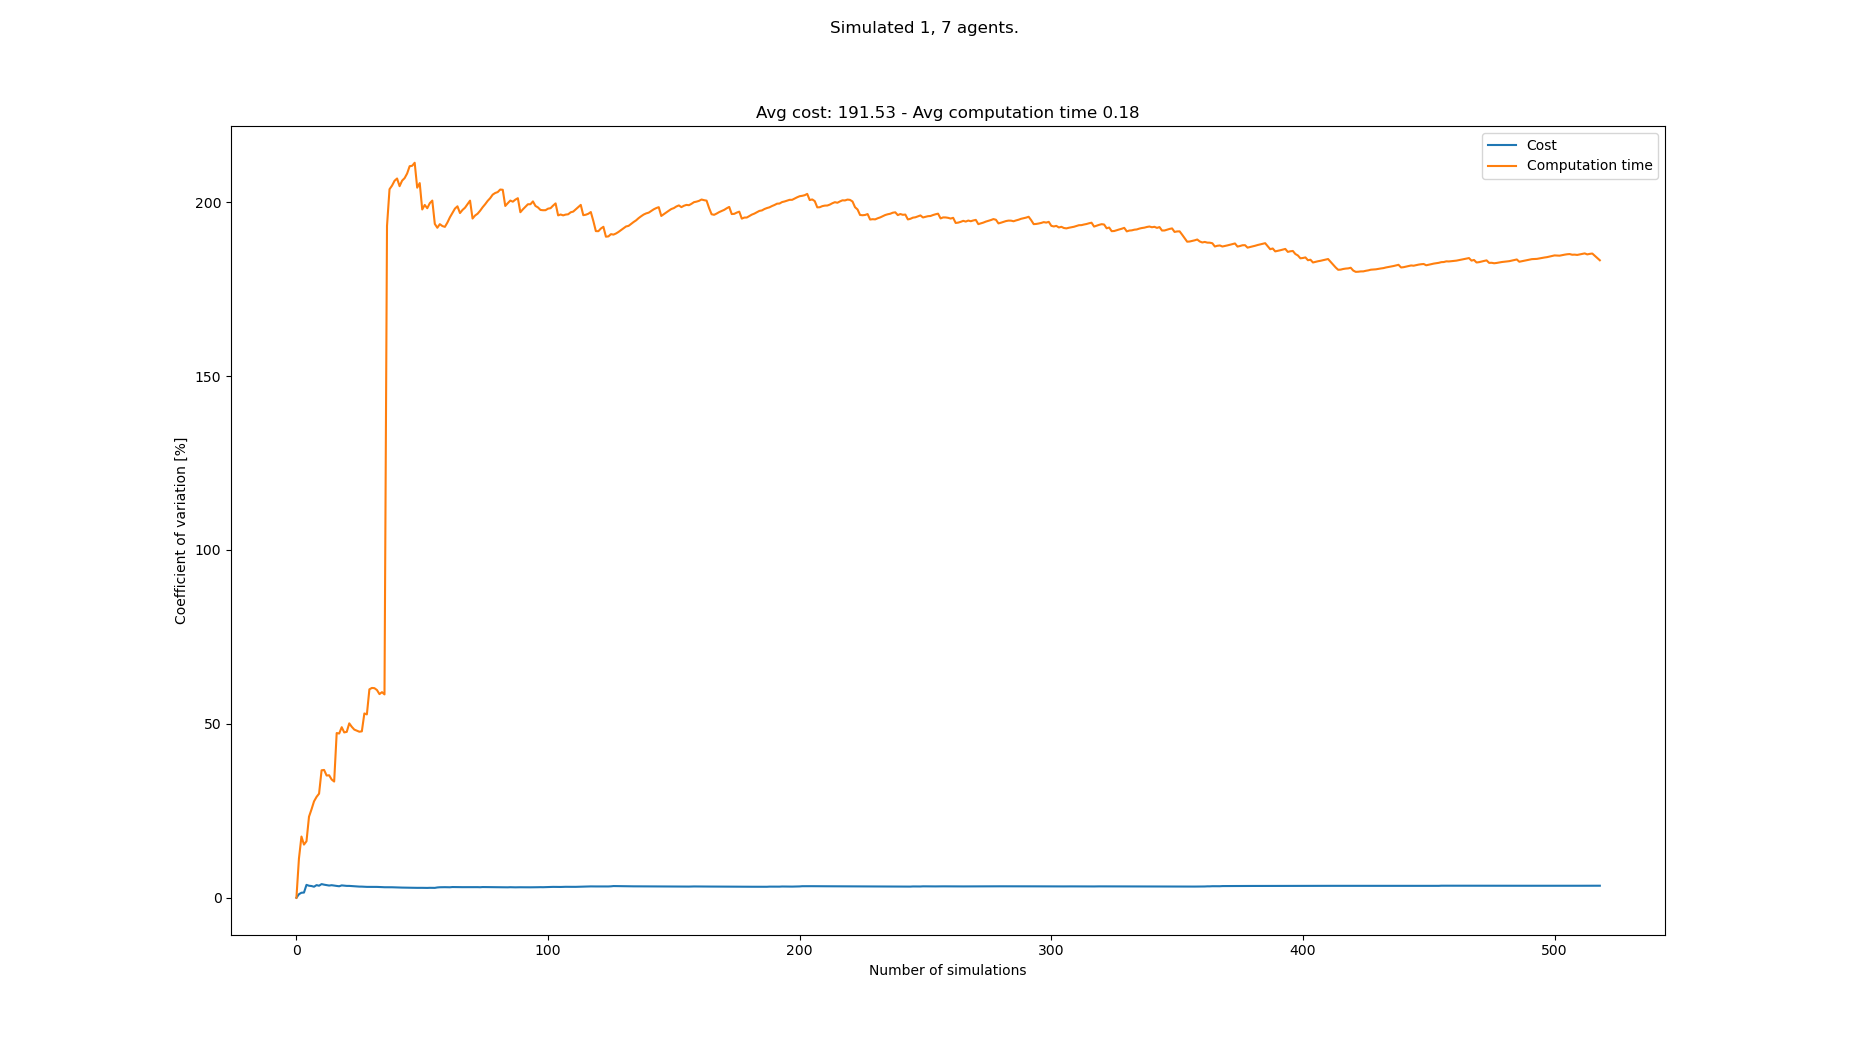 Simulated 1, 7 agents.
Avg cost: 191.53 - Avg computation time 0.18
Cost
Computation time
200
150
100
50
0
Coefficient of variation [%]
0 100 200 300 400 500
Number of simulations